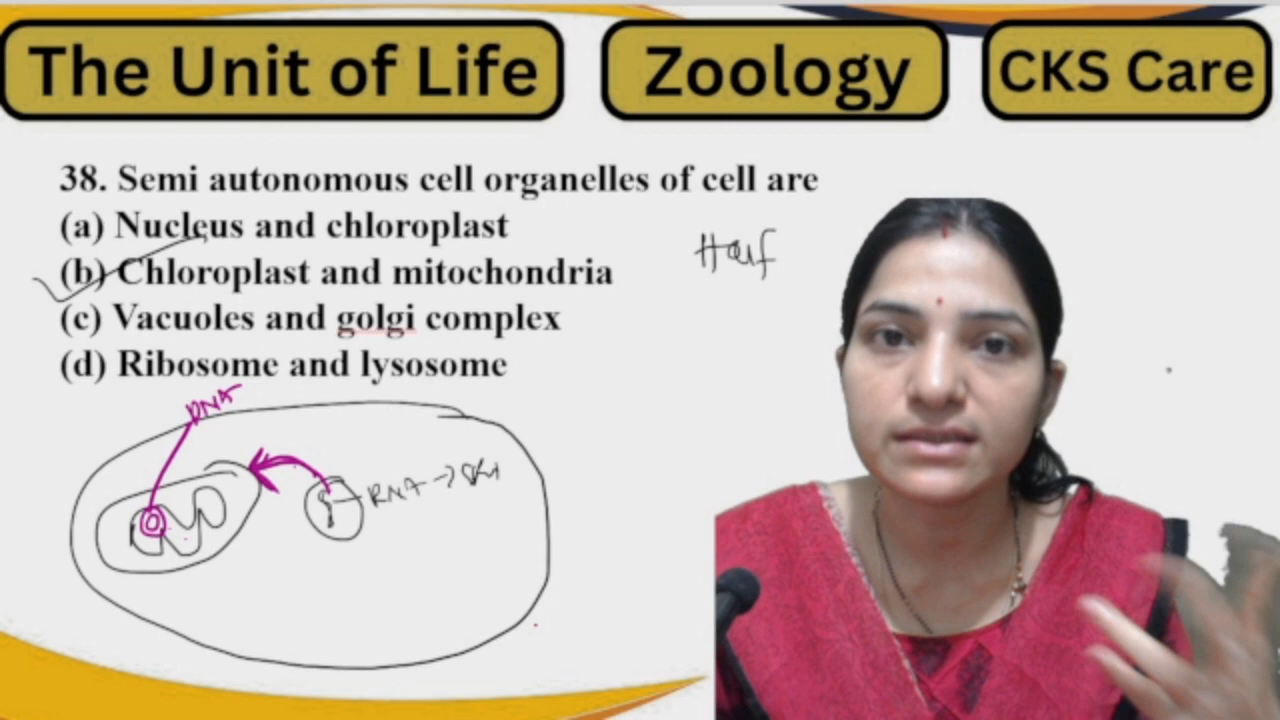 The Unit of Life Zoology CKS Care
38. Semi autonomous cell organelles of cell are
(a) Nucleus and chloroplast
Half
(b) Chloroplast and mitochondria
(c) Vacuoles and golgi complex
(d) Ribosome and lysosome
DNA
RNA →